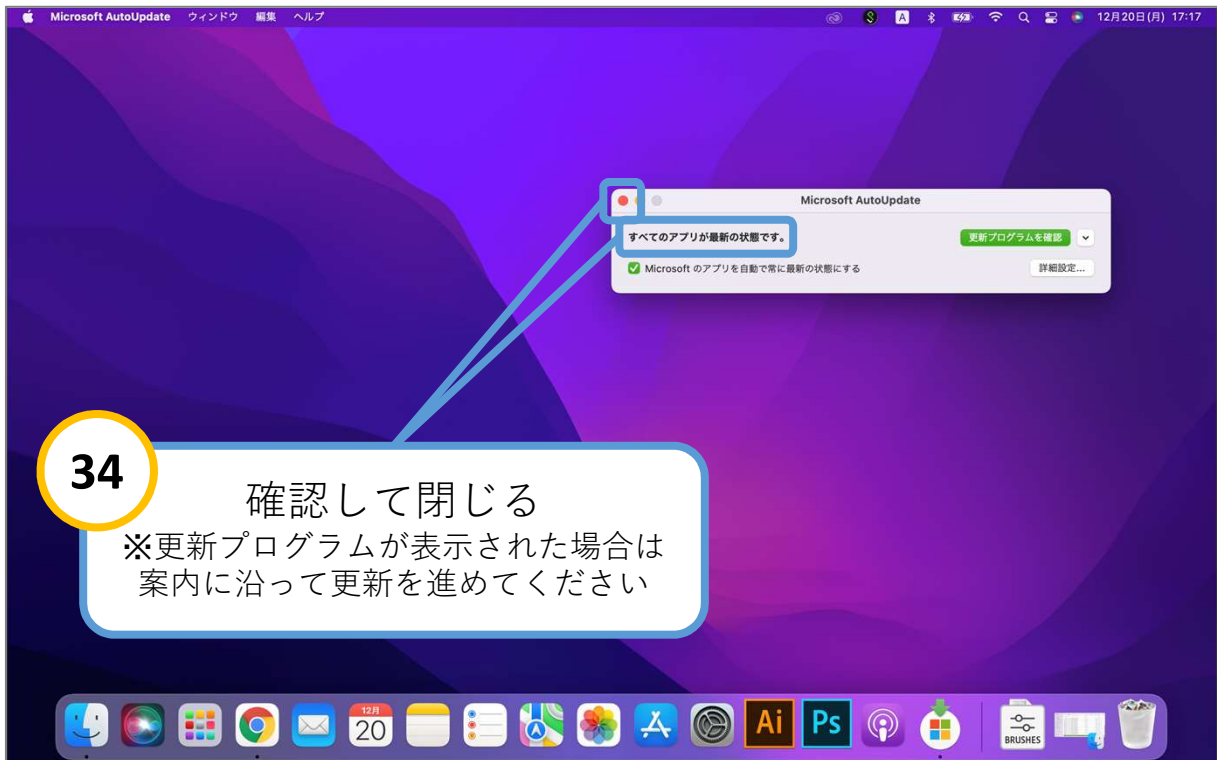 Microsoft AutoUpdate ウィンドウ 編集 ヘルプ
A
12月20日(月) 17:17
Microsoft AutoUpdate
すべてのアプリが最新の状態です。
更新プログラムを確認
Microsoft のアプリを自動で常に最新の状態にする
詳細設定...
34
確認して閉じる
※更新プログラムが表示された場合は
案内に沿って更新を進めてください
12月
20
Ai
Ps
BRUSHES